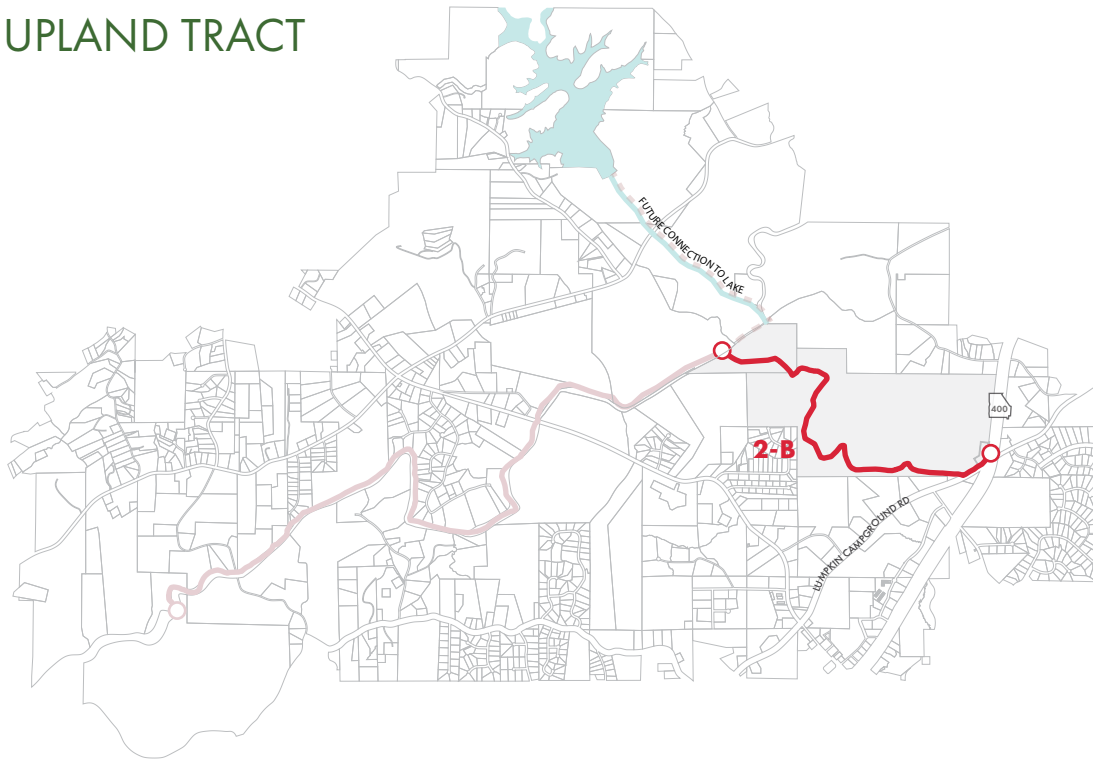 UPLAND TRACT
FUTURE CONNECTION TO LAKE
400
2-B
LUMPKIN CAMPGROUND RD